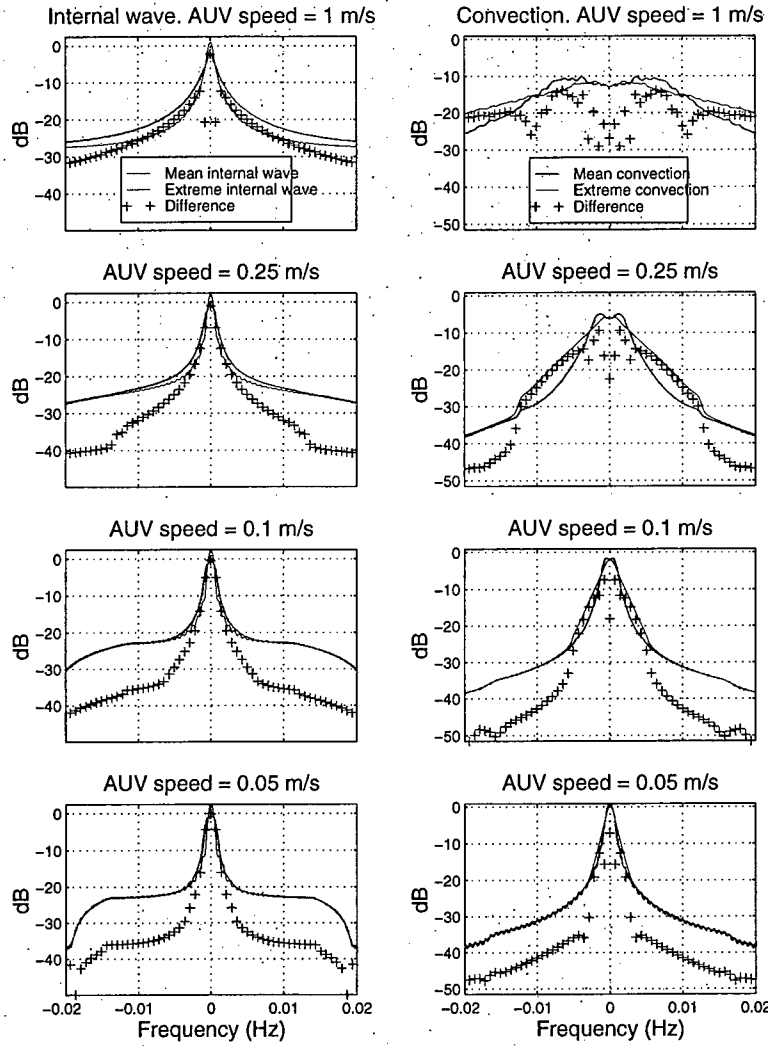 Internal wave. AUV speed = 1 m/s
0
−10
−20
−30
−40
dB
Mean internal wave
Extreme internal wave
+ + Difference
Convection. AUV speed = 1 m/s
0
−10
−20
−30
−40
−50
dB
Mean convection
Extreme convection
+ + Difference
AUV speed = 0.25 m/s
0
−10
−20
−30
−40
dB
AUV speed = 0.25 m/s
0
−10
−20
−30
−40
−50
dB
AUV speed = 0.1 m/s
0
−10
−20
−30
−40
dB
AUV speed = 0.1 m/s
0
−10
−20
−30
−40
−50
dB
AUV speed = 0.05 m/s
0
−10
−20
−30
−40
dB
−0.02 −0.01 0 0.01 0.02
Frequency (Hz)
AUV speed = 0.05 m/s
0
−10
−20
−30
−40
−50
dB
−0.02 −0.01 0 0.01 0.02
Frequency (Hz)